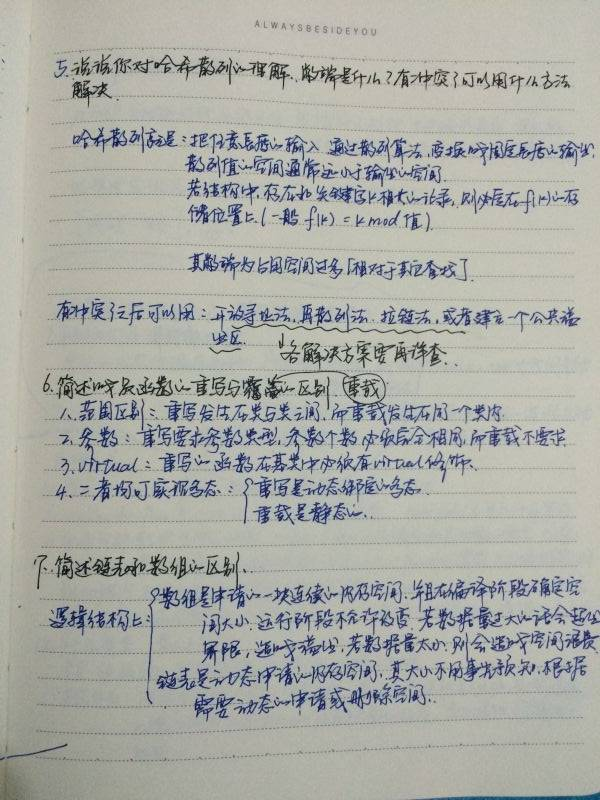 ALWAYSBESIDEYOU
5. 说说你对哈希散列的理解、弊端是什么？有冲突了可以用什么方法
解决.
哈希散列就是：把任意长度的输入 通过散列算法，变换成固定长度的输出，
散列值的空间通常远小于输出的空间.
若结构中，存在和关键字K相大的记录，则必定在f(k)的存
储位置上.(一般 f(k) = k mod 值).
其弊端为占用空间过多[相对于其它查找].
有冲突了之后可以用：开放寻址法、再散列法、拉链法，或者建立一个公共溢
出区.
各解决方案需要再详查.
6. 简述成员函数的重写与覆盖的区别. 重载
1. 范围区别：重写发生在类与类之间，而重载发生在同一个类内.
2. 参数：重写要求参数类型，参数个数必须完全相同，而重载不要求
3. virtual：重写的函数在基类中必须有virtual修饰.
4. 二者均可实现多态：重写是动态绑定的多态.
重载是静态的.
7. 简述链表和数组的区别.
逻辑结构上：数组是申请的一块连续的内存空间，并且在编译阶段确定空
间大小，运行阶段不允许改变，若数据量过大的话会超出
界限，造成溢出，若数据量太小，则会造成空间浪费
链表是动态申请的内存空间，其大小不用事先预知，根据
需要动态的申请或删除空间.